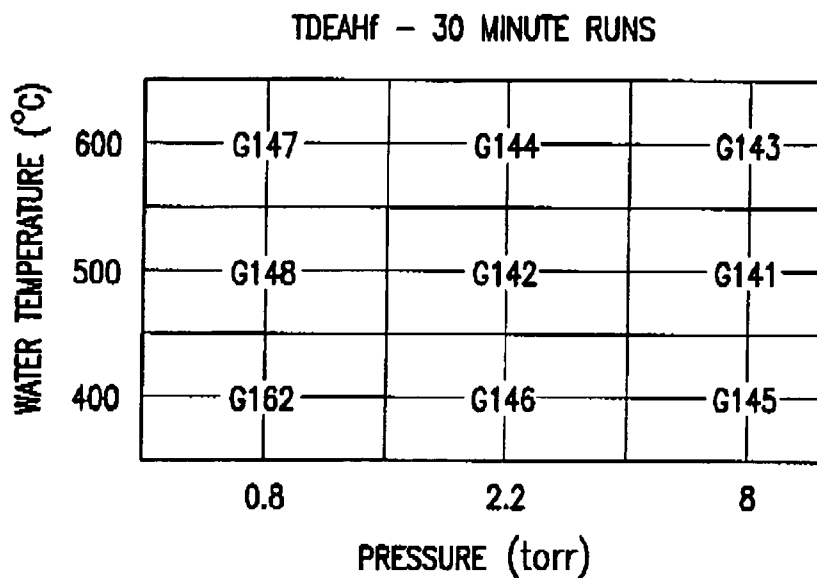 TDEAHf - 30 MINUTE RUNS
WATER TEMPERATURE (°C)
600 G147 G144 G143
500 G148 G142 G141
400 G162 G146 G145
0.8 2.2 8
PRESSURE (torr)